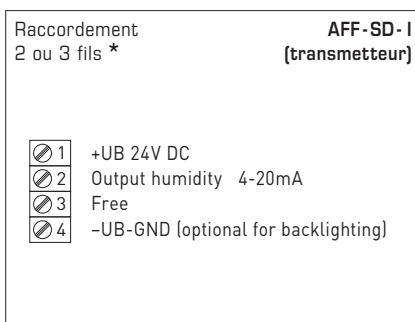 Raccordement
2 ou 3 fils *
AFF-SD-I
(transmetteur)
1 +UB 24V DC
2 Output humidity 4-20mA
3 Free
4 –UB-GND (optional for backlighting)